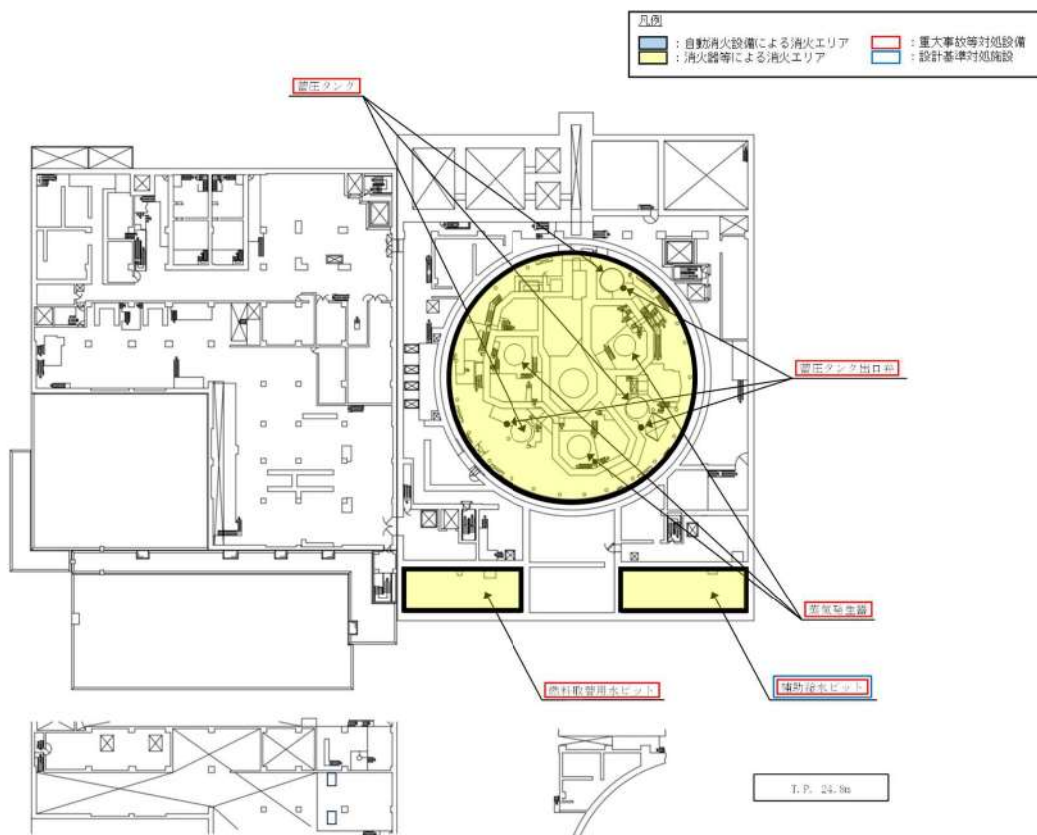 凡例
：自動消火設備による消火エリア
：消火器等による消火エリア
：重大事故等対処設備
：設計基準対処施設
蓄圧タンク
蓄圧タンク出口弁
蒸気発生器
燃料取替用水ピット
補助給水ピット
T.P. 24.8m